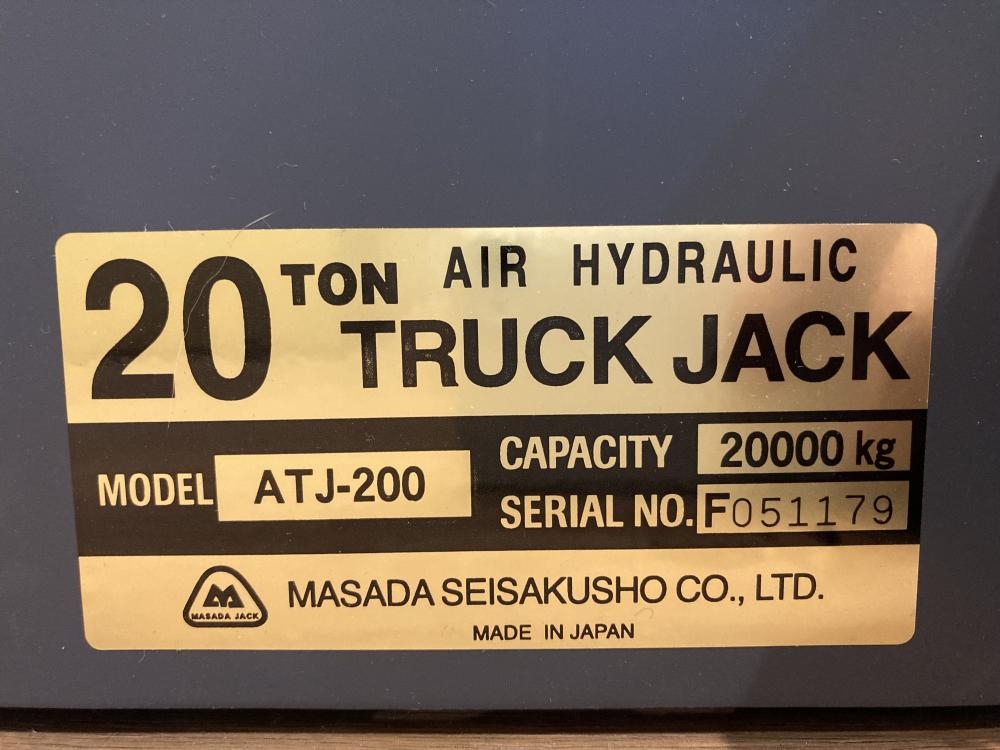 20 TON AIR HYDRAULIC
TRUCK JACK
MODEL ATJ-200
CAPACITY 20000 kg
SERIAL NO. F051179
MASADA JACK
MASADA SEISAKUSHO CO., LTD.
MADE IN JAPAN